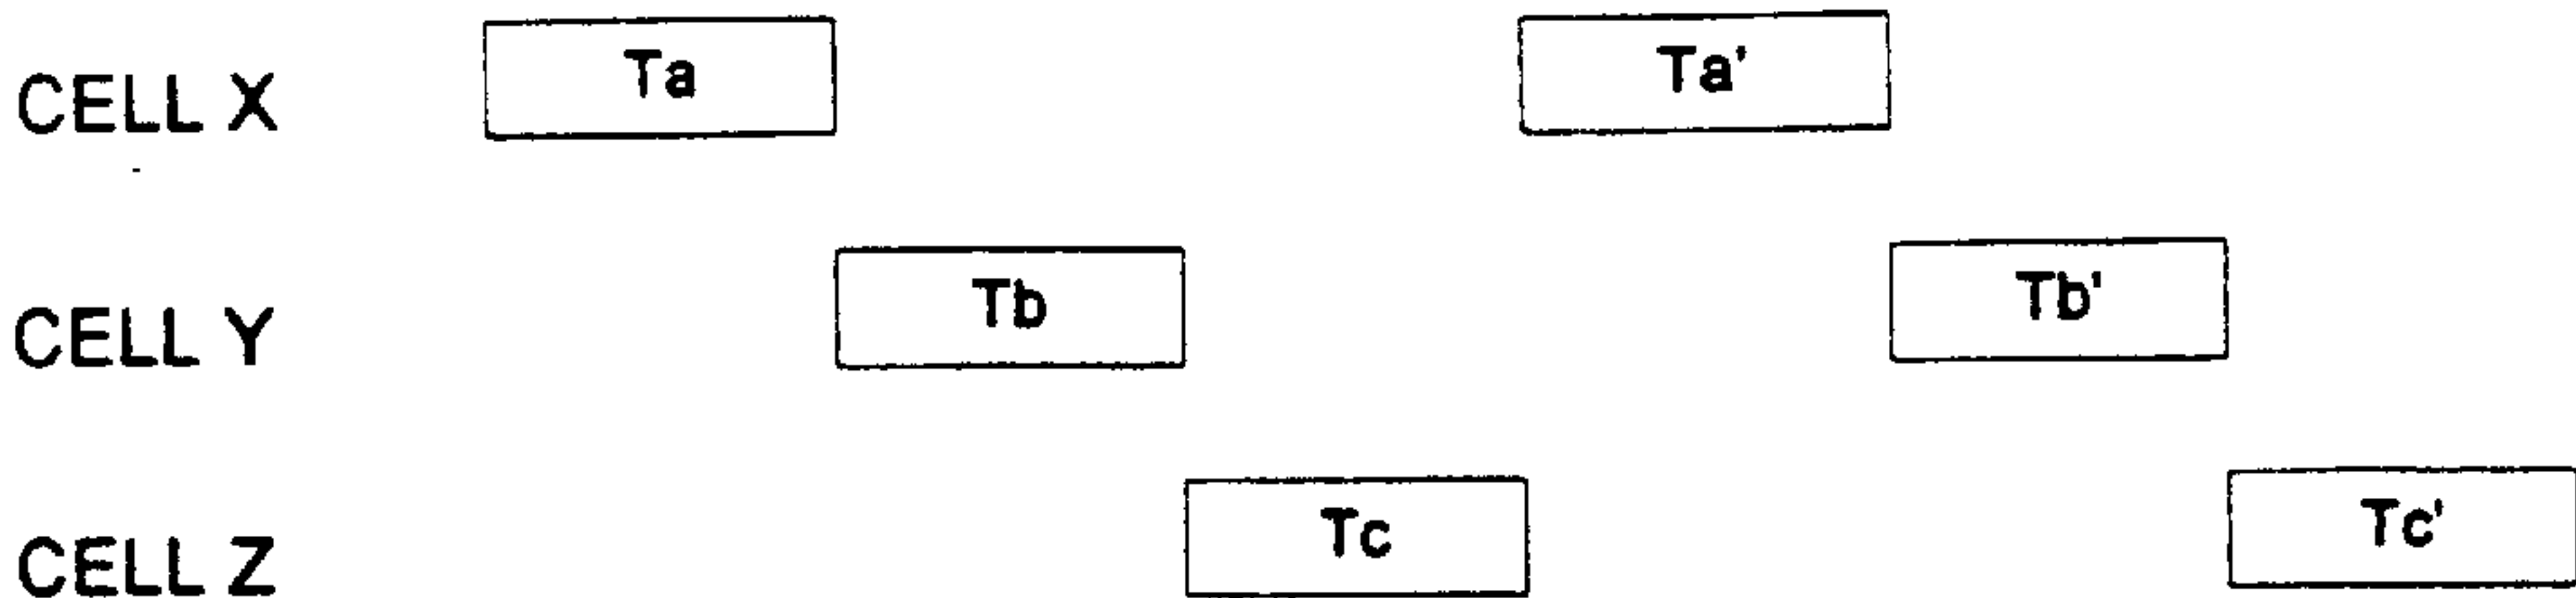 CELL X Ta Ta'
CELL Y Tb Tb'
CELL Z Tc Tc'